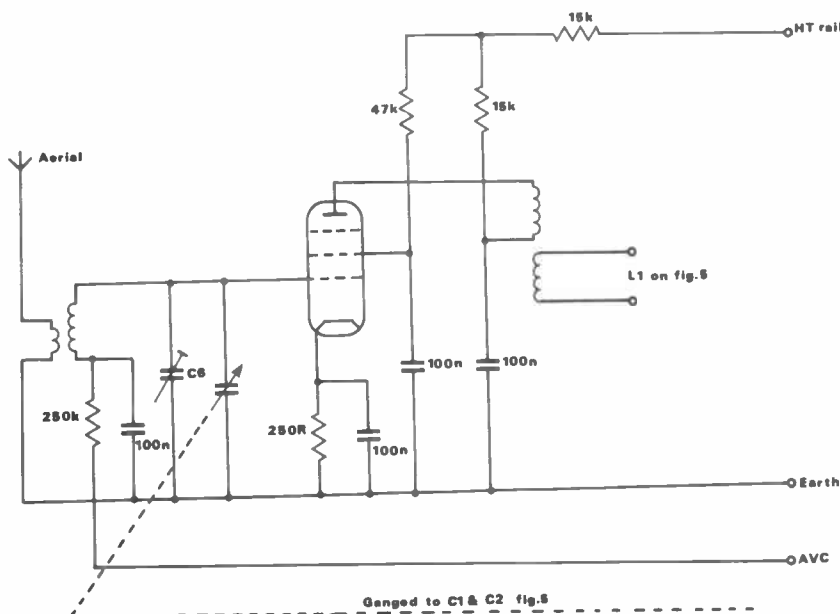 15k
HT rail
47k
15k
Aerial
L1 on fig.5
C6
100n
100n
250k
100n
250R
100n
Earth
AVC
Ganged to C1 & C2 fig.5